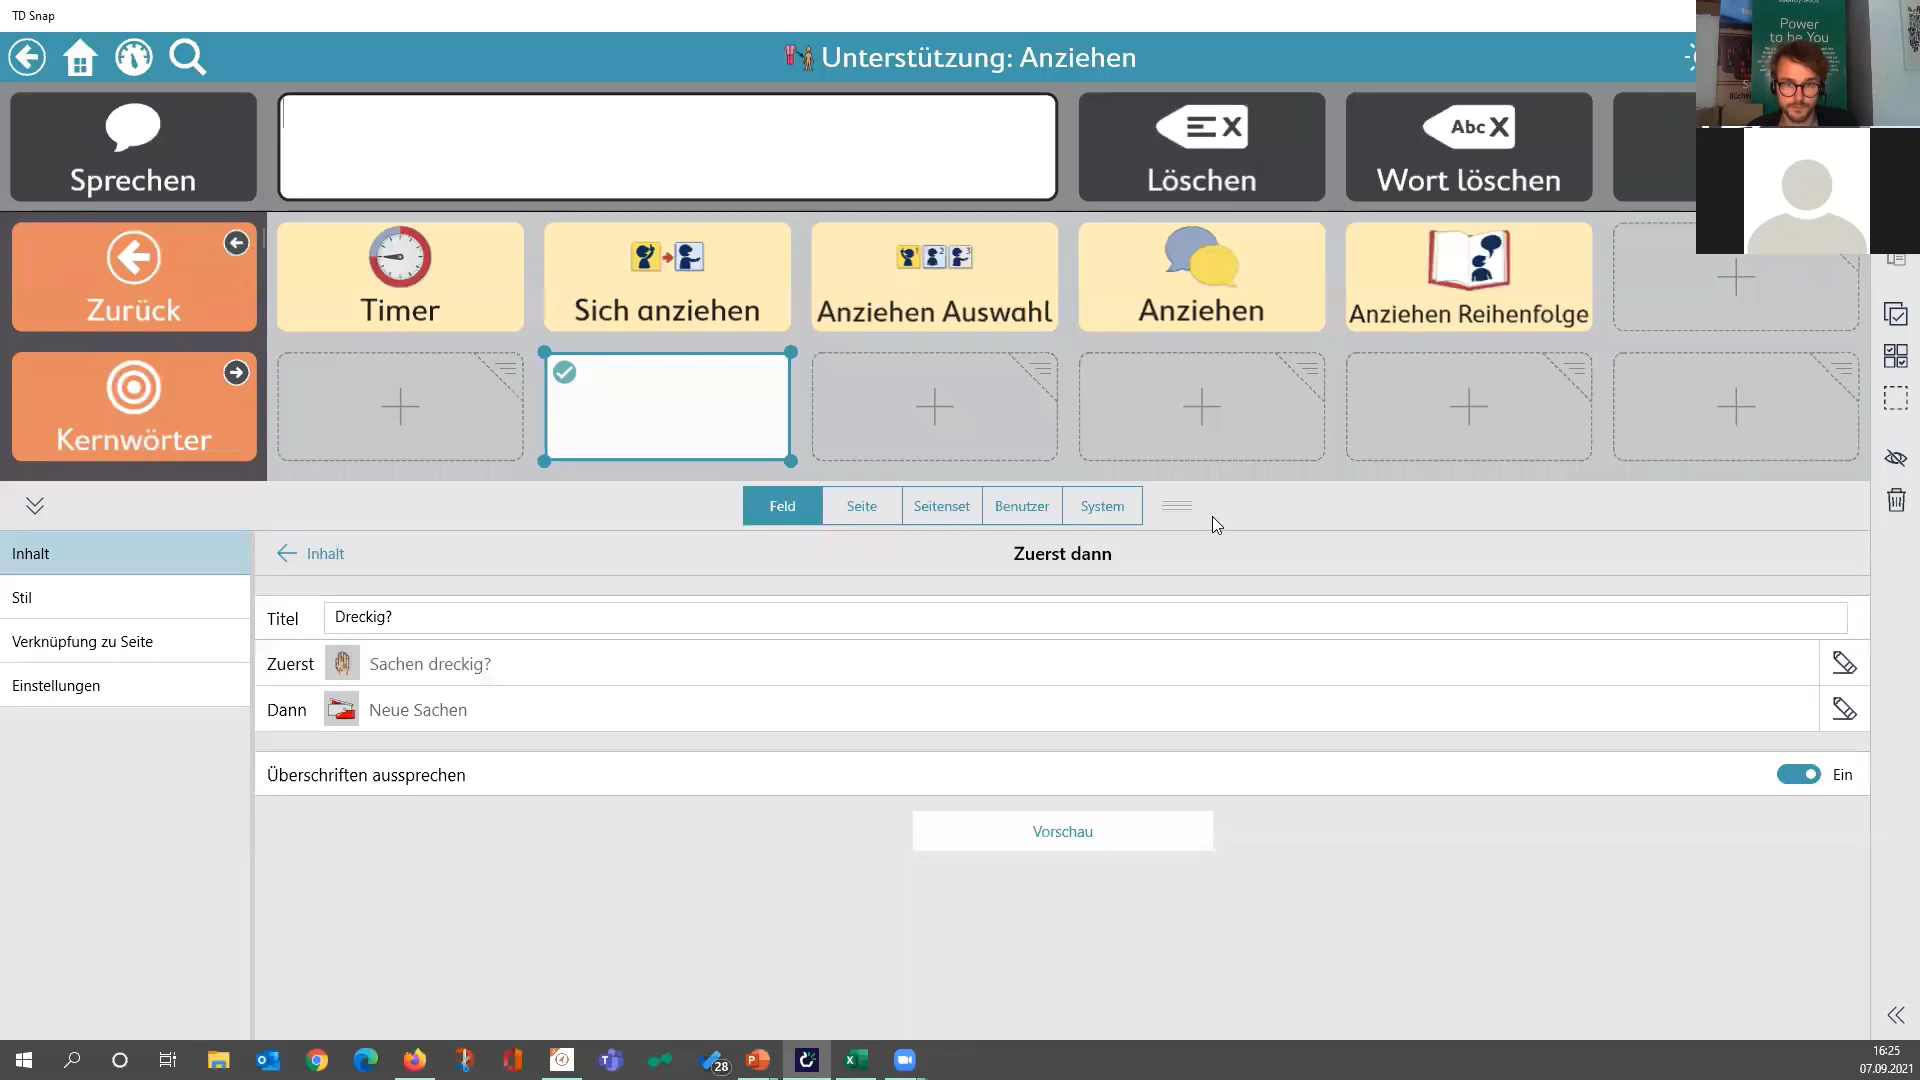 TD Snap
Unterstützung: Anziehen
Power
to be You
Sprechen
Löschen
Abc X
Wort löschen
Zurück
Timer
Sich anziehen
Anziehen Auswahl
Anziehen
Anziehen Reihenfolge
Kernwörter
Feld
Seite
Seitenset
Benutzer
System
Inhalt
Inhalt
Zuerst dann
Stil
Titel
Dreckig?
Verknüpfung zu Seite
Zuerst
Sachen dreckig?
Einstellungen
Dann
Neue Sachen
Überschriften aussprechen
Ein
Vorschau
28
16:25
07.09.2021